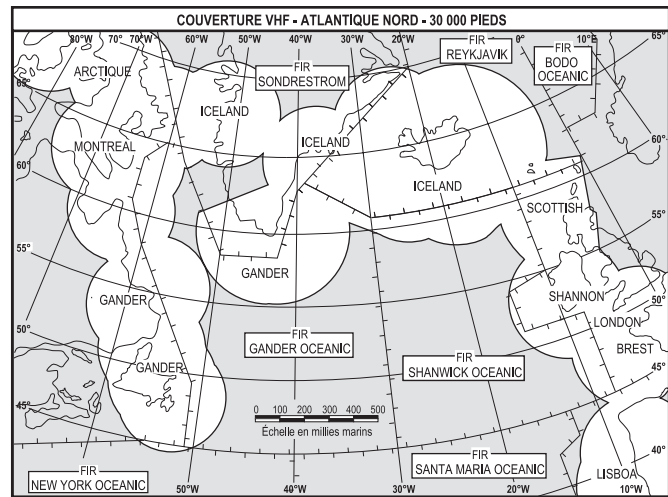 COUVERTURE VHF - ATLANTIQUE NORD - 30 000 PIEDS
80°W 70°W 60°W 50°W 40°W 30°W 20°W 10°W 0°W 10°E
65°
65°
60°
60°
55°
55°
50°
50°
45°
45°
40°
50°W 40°W 30°W 20°W 10°W
ARCTIQUE
MONTREAL
ICELAND
FIR
SONDRESTROM
ICELAND
FIR
REYKJAVIK
FIR
BODO
OCEANIC
ICELAND
SCOTTISH
GANDER
GANDER
GANDER
SHANNON
LONDON
BREST
FIR
GANDER OCEANIC
FIR
SHANWICK OCEANIC
0 100 200 300 400 500
Échelle en millies marins
FIR
NEW YORK OCEANIC
FIR
SANTA MARIA OCEANIC
LISBOA